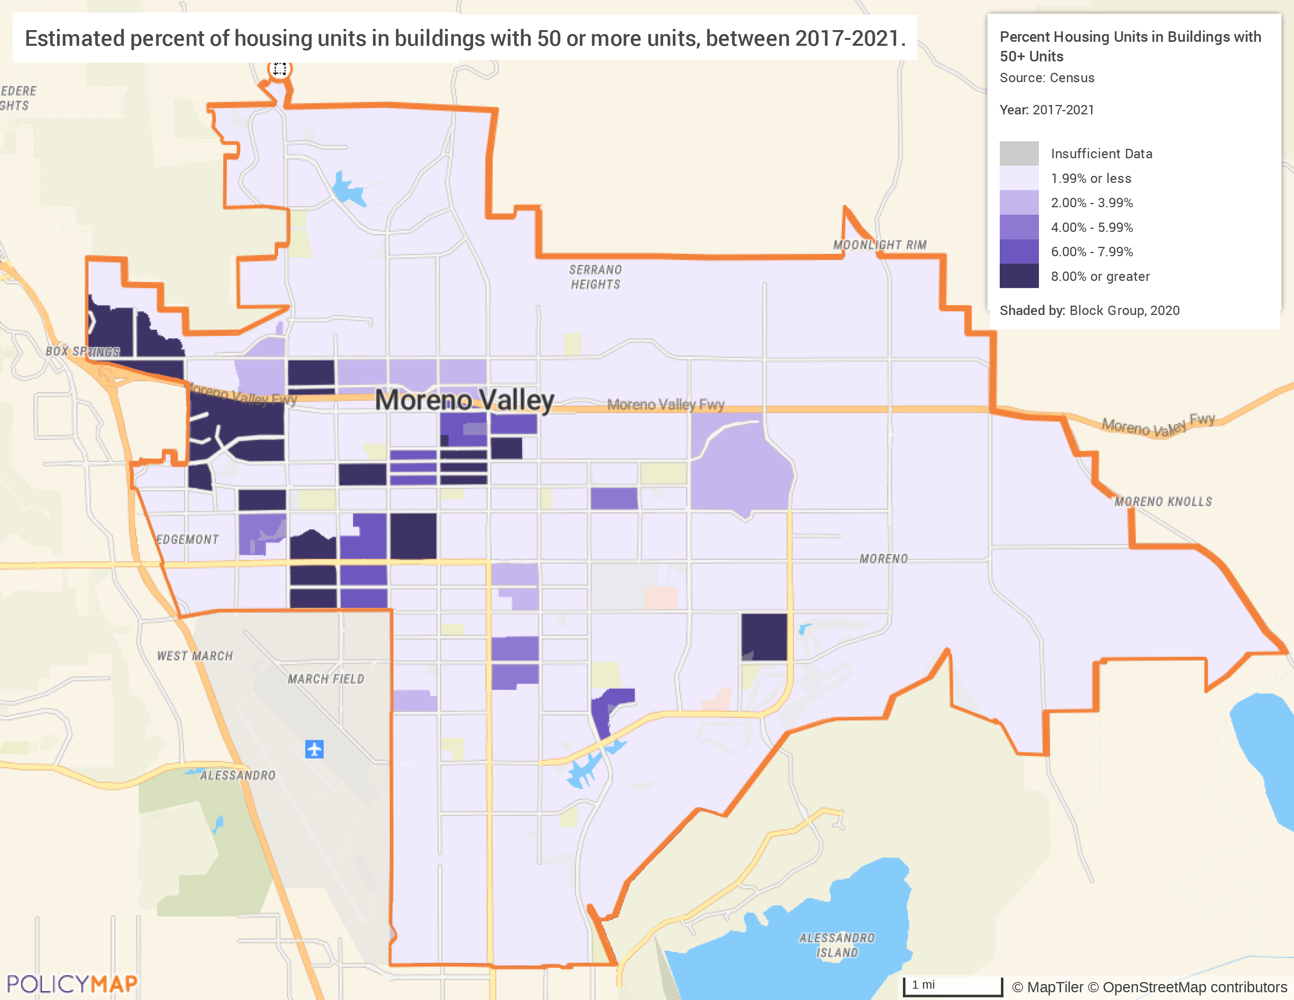 Estimated percent of housing units in buildings with 50 or more units, between 2017-2021.
Percent Housing Units in Buildings with
50+ Units
Source: Census
Year: 2017-2021
Insufficient Data
1.99% or less
2.00% - 3.99%
4.00% - 5.99%
6.00% - 7.99%
8.00% or greater
Shaded by: Block Group, 2020
EDERE
GHTS
MOONLIGHT RIM
SERRANO
HEIGHTS
BOX SPRINGS
Moreno Valley Fwy
Moreno Valley
Moreno Valley Fwy
Moreno Valley Fwy
MORENO KNOLLS
EDGEMONT
MORENO
WEST MARCH
MARCH FIELD
ALESSANDRO
ALESSANDRO
ISLAND
POLICYMAP
1 mi
© MapTiler © OpenStreetMap contributors